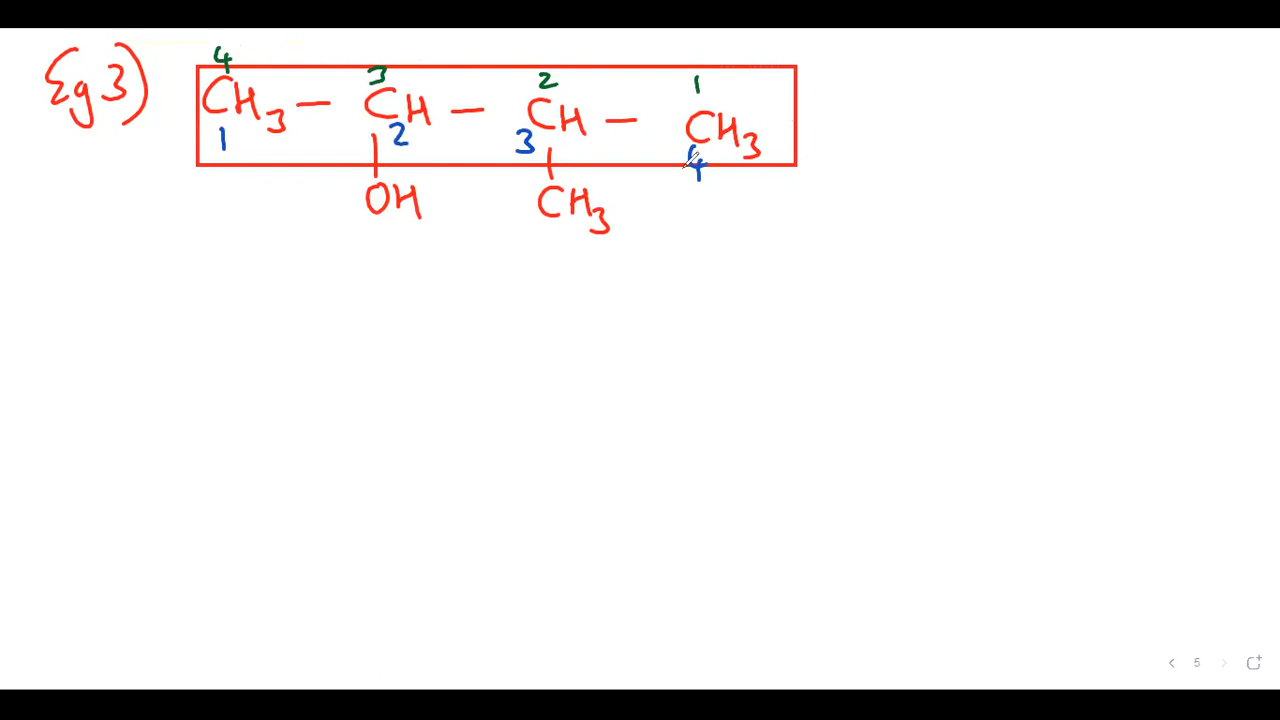 Eg 3)
4 3 2 1
CH3 — CH — CH — CH3
1 2 3 4
OH CH3
5